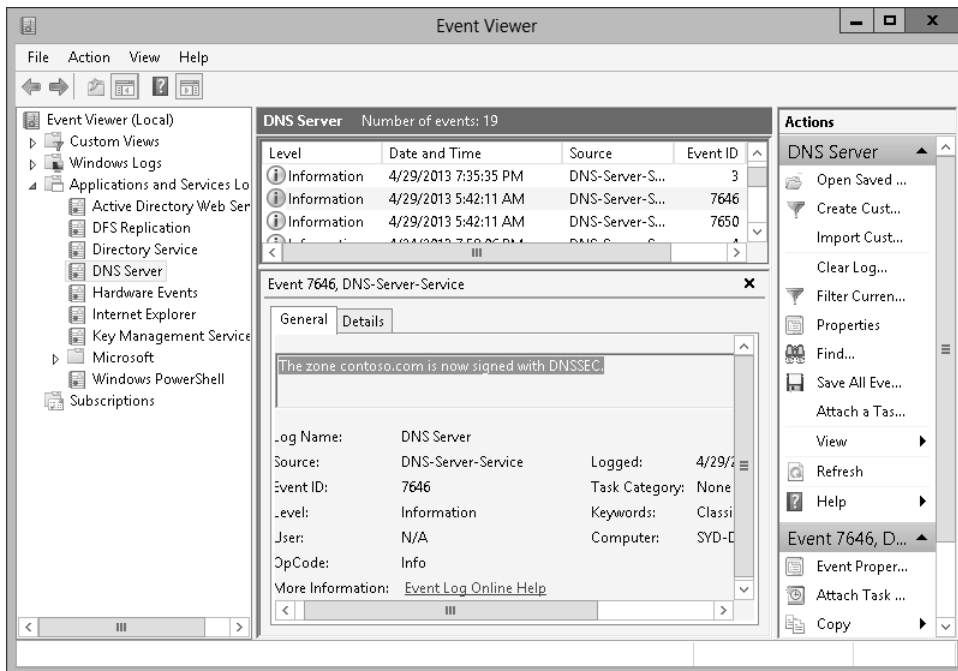 Event Viewer
File Action View Help
Event Viewer (Local)
Custom Views
Windows Logs
Applications and Services Lo
Active Directory Web Ser
DFS Replication
Directory Service
DNS Server
Hardware Events
Internet Explorer
Key Management Service
Microsoft
Windows PowerShell
Subscriptions
DNS Server Number of events: 19
Level Date and Time Source Event ID
Information 4/29/2013 7:35:35 PM DNS-Server-S... 3
Information 4/29/2013 5:42:11 AM DNS-Server-S... 7646
Information 4/29/2013 5:42:11 AM DNS-Server-S... 7650
Event 7646, DNS-Server-Service
General Details
The zone contoso.com is now signed with DNSSEC.
Log Name: DNS Server
Source: DNS-Server-Service Logged: 4/29/2
Event ID: 7646 Task Category: None
Level: Information Keywords: Classi
User: N/A Computer: SYD-D
OpCode: Info
More Information: Event Log Online Help
Actions
DNS Server
Open Saved ...
Create Cust...
Import Cust...
Clear Log...
Filter Curren...
Properties
Find...
Save All Eve...
Attach a Tas...
View
Refresh
Help
Event 7646, D...
Event Proper...
Attach Task ...
Copy